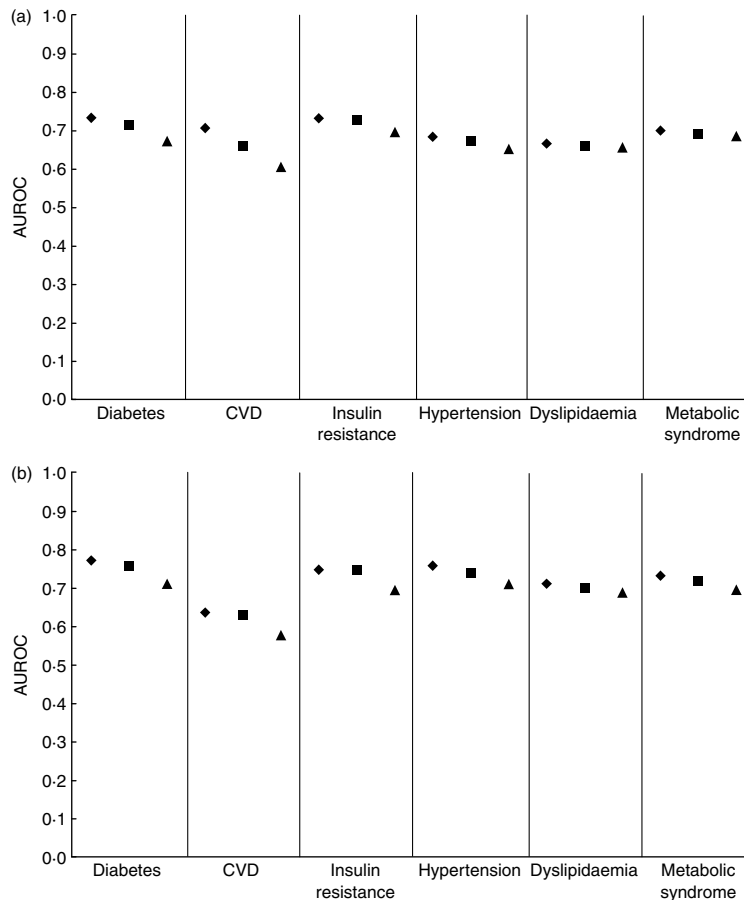 (a)
1·0
0·9
0·8
0·7
0·6
0·5
0·4
0·3
0·2
0·1
0·0
AUROC
Diabetes
CVD
Insulin
resistance
Hypertension
Dyslipidaemia
Metabolic
syndrome
(b)
1·0
0·9
0·8
0·7
0·6
0·5
0·4
0·3
0·2
0·1
0·0
AUROC
Diabetes
CVD
Insulin
resistance
Hypertension
Dyslipidaemia
Metabolic
syndrome